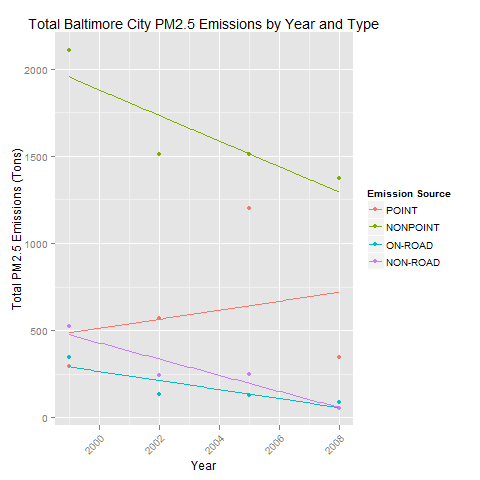 Total Baltimore City PM2.5 Emissions by Year and Type
Total PM2.5 Emissions (Tons)
2000
1500
1000
500
0
2000
2002
2004
2006
2008
Year
Emission Source
POINT
NONPOINT
ON-ROAD
NON-ROAD